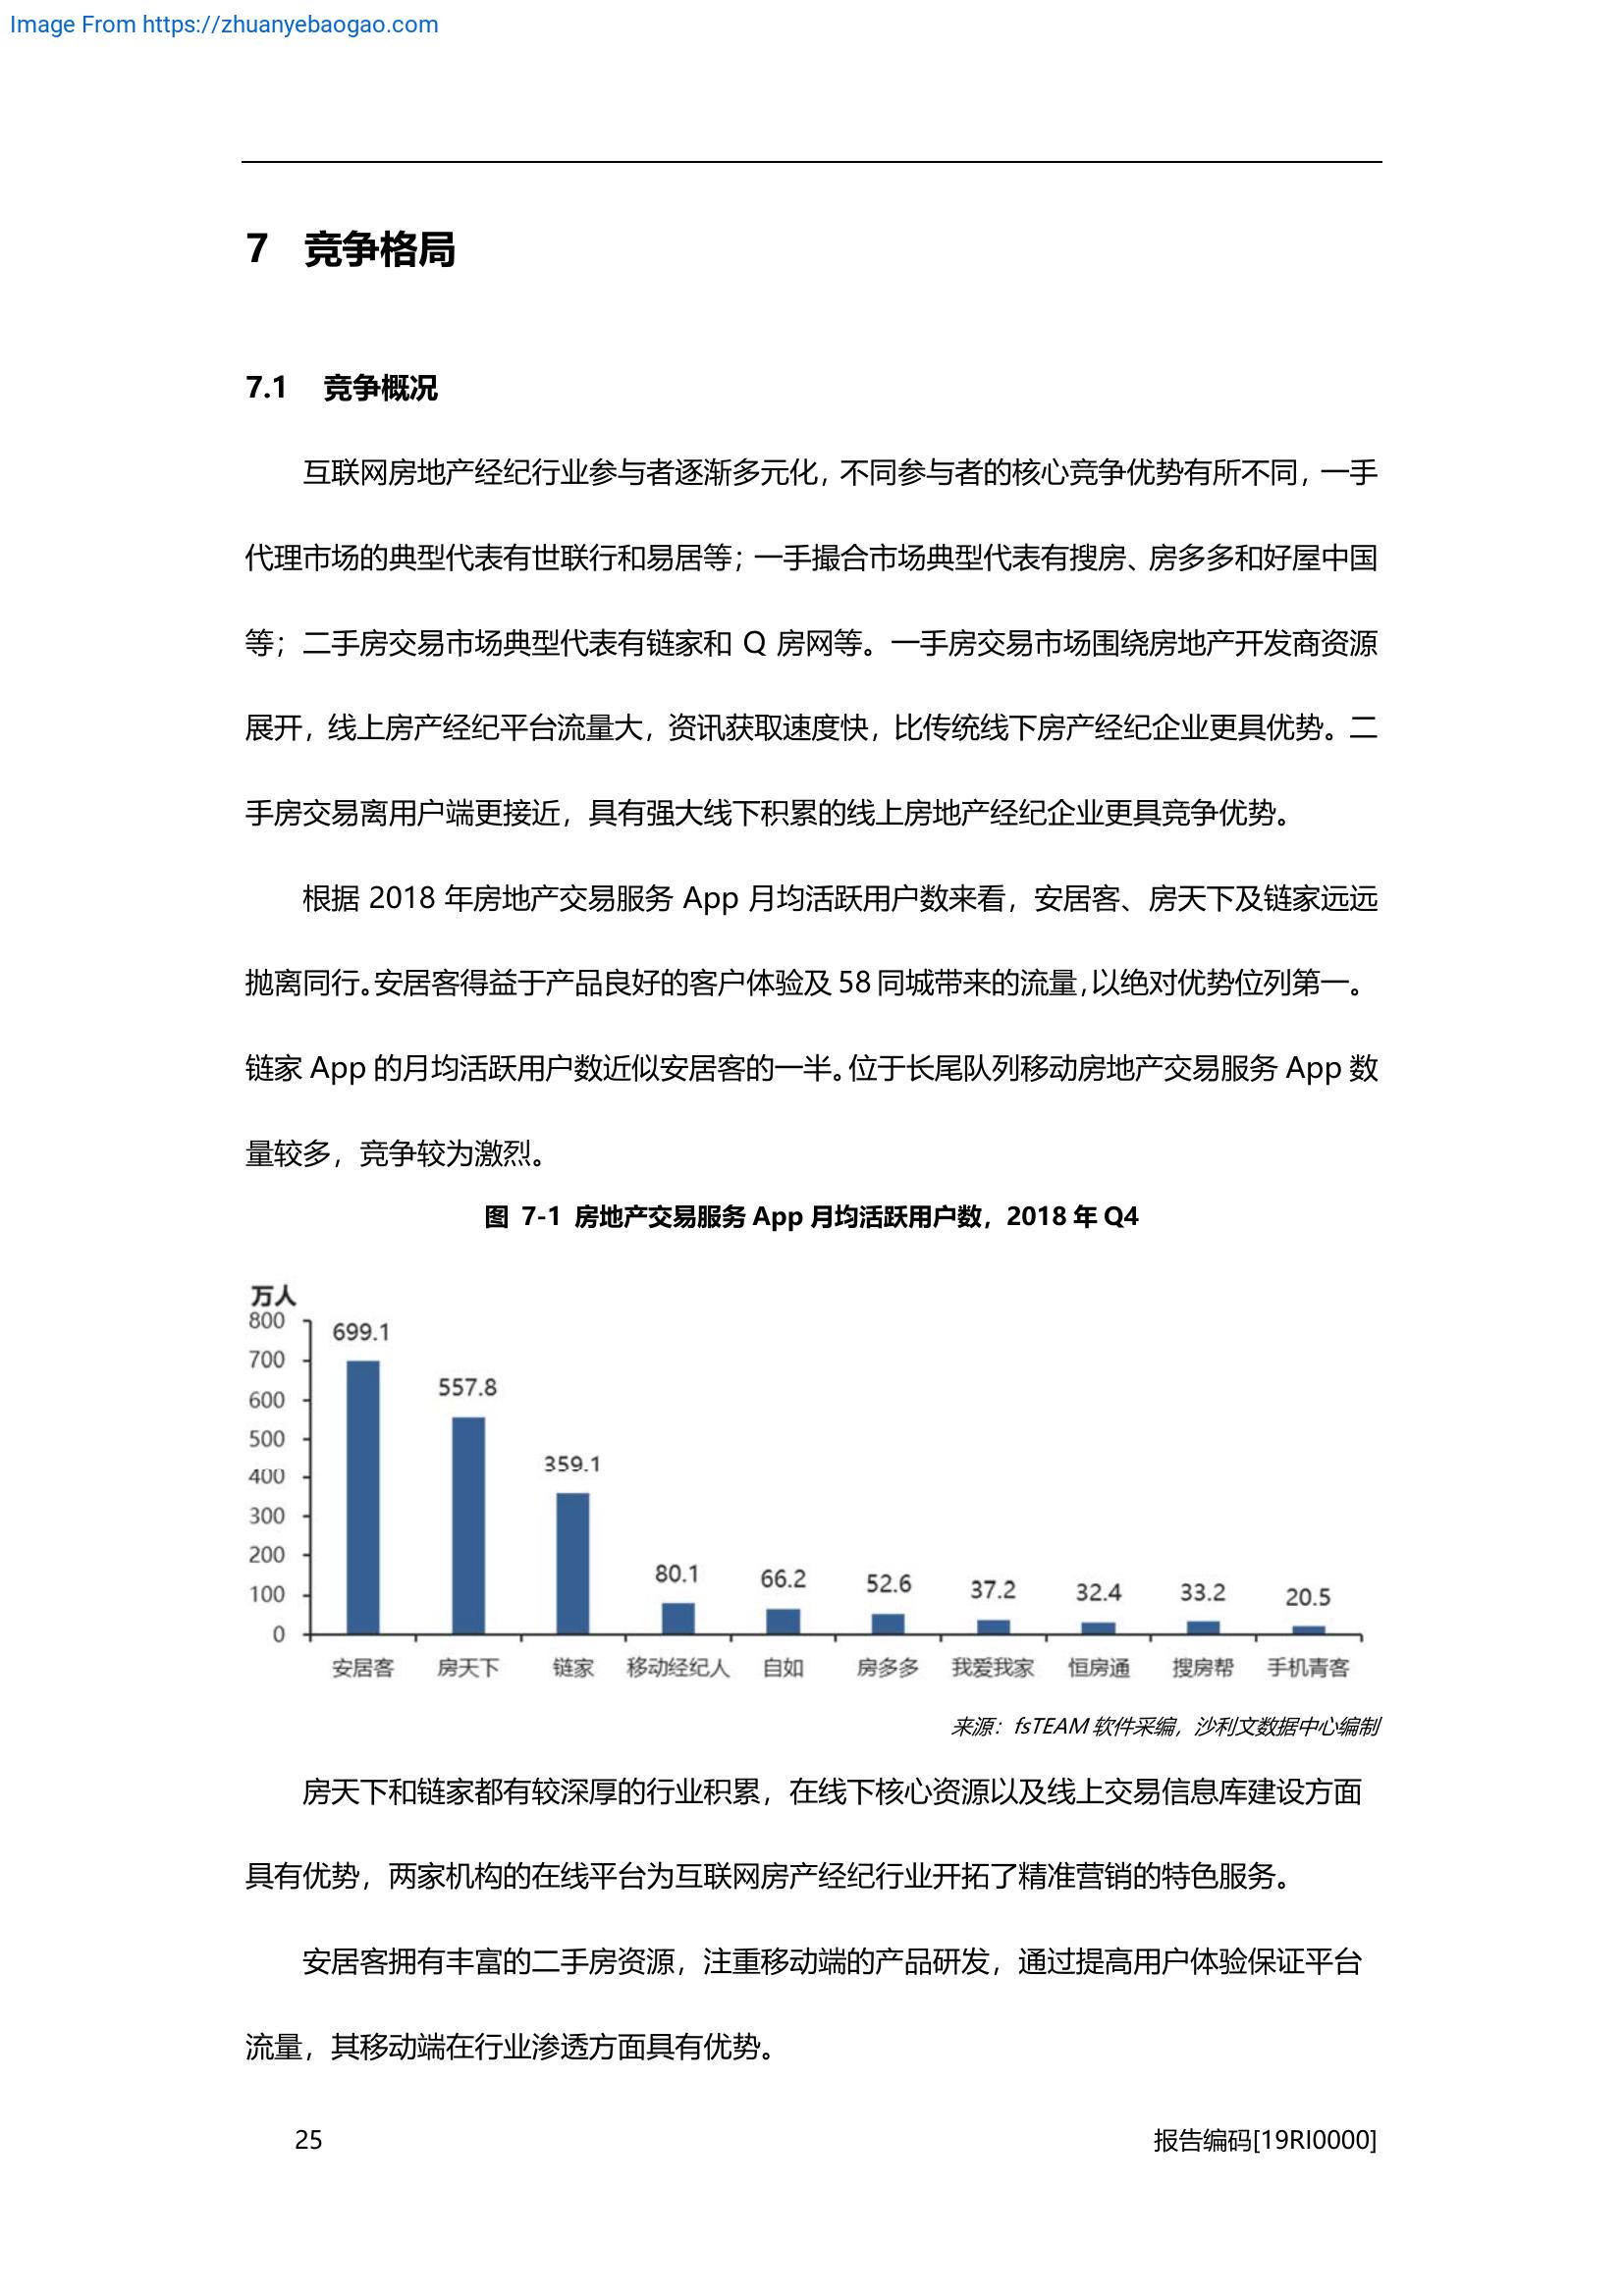 Image From https://zhuanyebaogao.com
7 竞争格局
7.1 竞争概况
互联网房地产经纪行业参与者逐渐多元化，不同参与者的核心竞争优势有所不同，一手
代理市场的典型代表有世联行和易居等；一手撮合市场典型代表有搜房、房多多和好屋中国
等；二手房交易市场典型代表有链家和 Q 房网等。一手房交易市场围绕房地产开发商资源
展开，线上房产经纪平台流量大，资讯获取速度快，比传统线下房产经纪企业更具优势。二
手房交易离用户端更接近，具有强大线下积累的线上房地产经纪企业更具竞争优势。
根据 2018 年房地产交易服务 App 月均活跃用户数来看，安居客、房天下及链家远远
抛离同行。安居客得益于产品良好的客户体验及 58 同城带来的流量，以绝对优势位列第一。
链家 App 的月均活跃用户数近似安居客的一半。位于长尾队列移动房地产交易服务 App 数
量较多，竞争较为激烈。
图 7-1 房地产交易服务 App 月均活跃用户数，2018 年 Q4
万人
800
700
600
500
400
300
200
100
0
699.1
557.8
359.1
80.1
66.2
52.6
37.2
32.4
33.2
20.5
安居客 房天下 链家 移动经纪人 自如 房多多 我爱我家 恒房通 搜房帮 手机青客
来源：fsTEAM 软件采编，沙利文数据中心编制
房天下和链家都有较深厚的行业积累，在线下核心资源以及线上交易信息库建设方面
具有优势，两家机构的在线平台为互联网房产经纪行业开拓了精准营销的特色服务。
安居客拥有丰富的二手房资源，注重移动端的产品研发，通过提高用户体验保证平台
流量，其移动端在行业渗透方面具有优势。
25 报告编码[19RI0000]